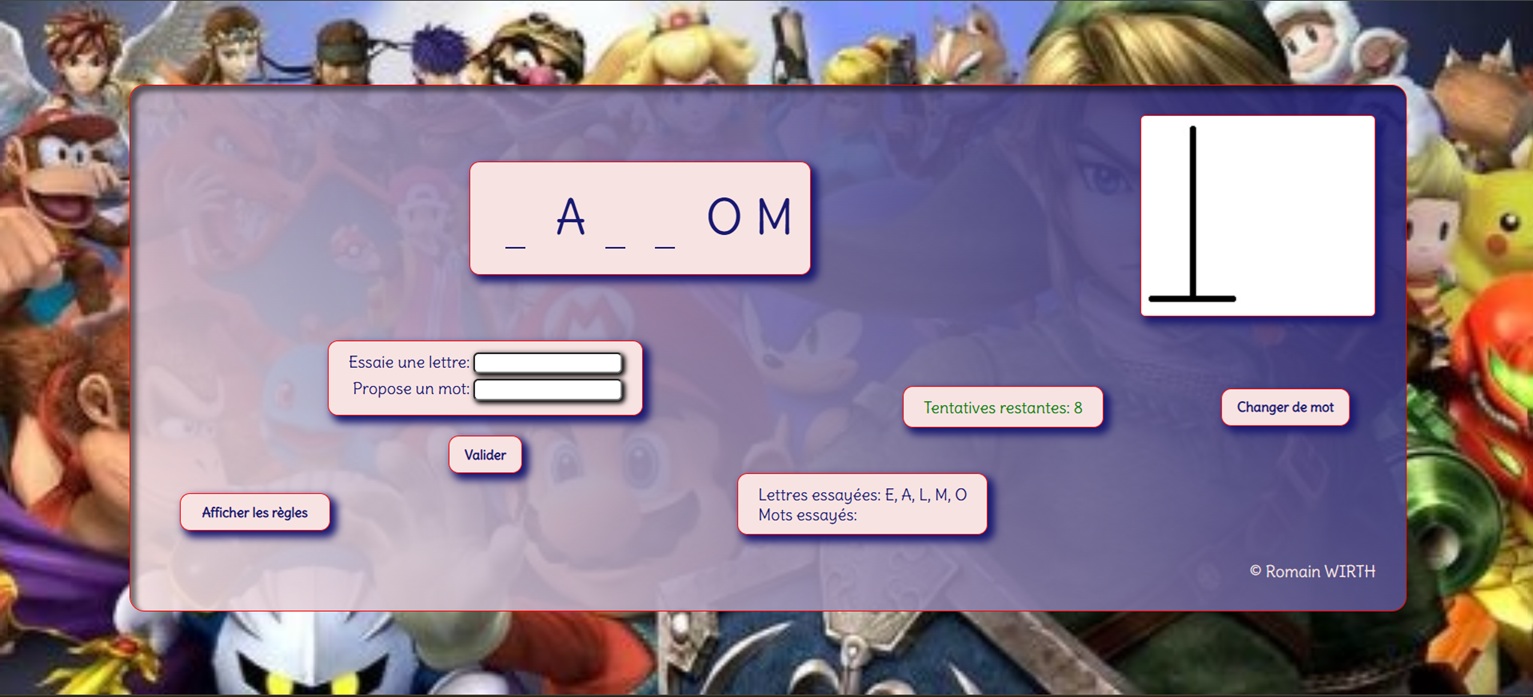 _ A _ _ O M
Essaie une lettre:
Propose un mot:
Tentatives restantes: 8
Changer de mot
Valider
Lettres essayées: E, A, L, M, O
Mots essayés:
Afficher les règles
© Romain WIRTH